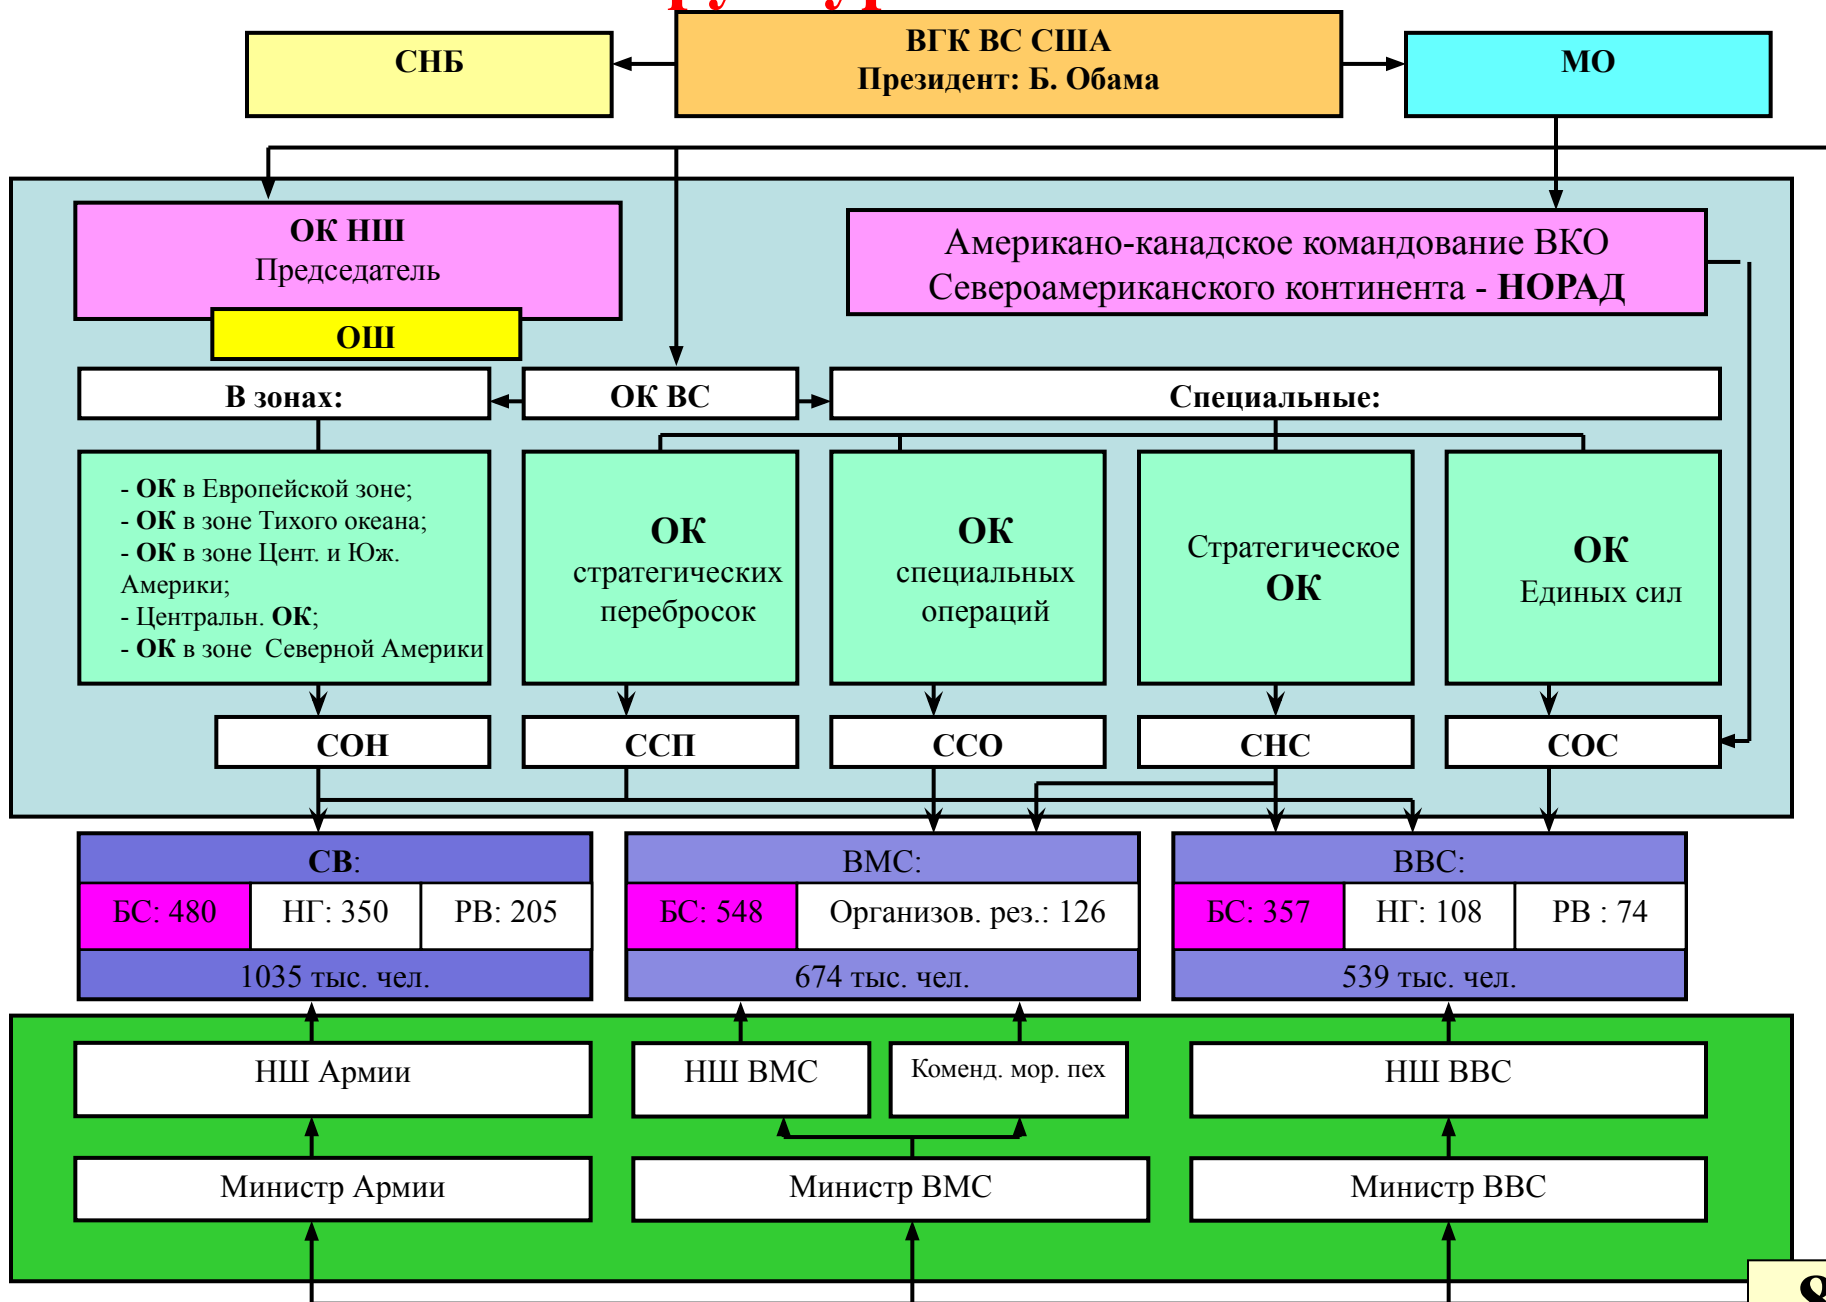 СНБ
ВГК ВС США
Президент: Б. Обама
МО
ОК НШ
Председатель
ОШ
Американо-канадское командование ВКО
Североамериканского континента - НОРАД
В зонах:
ОК ВС
Специальные:
- ОК в Европейской зоне;
- ОК в зоне Тихого океана;
- ОК в зоне Цент. и Юж.
Америки;
- Центральн. ОК;
- ОК в зоне Северной Америки
ОК
стратегических
перебросок
ОК
специальных
операций
Стратегическое
ОК
ОК
Единых сил
СОН
ССП
ССО
СНС
СОС
СВ:
БС: 480
НГ: 350
РВ: 205
1035 тыс. чел.
ВМС:
БС: 548
Организов. рез.: 126
674 тыс. чел.
ВВС:
БС: 357
НГ: 108
РВ : 74
539 тыс. чел.
НШ Армии
НШ ВМС
Коменд. мор. пех
НШ ВВС
Министр Армии
Министр ВМС
Министр ВВС